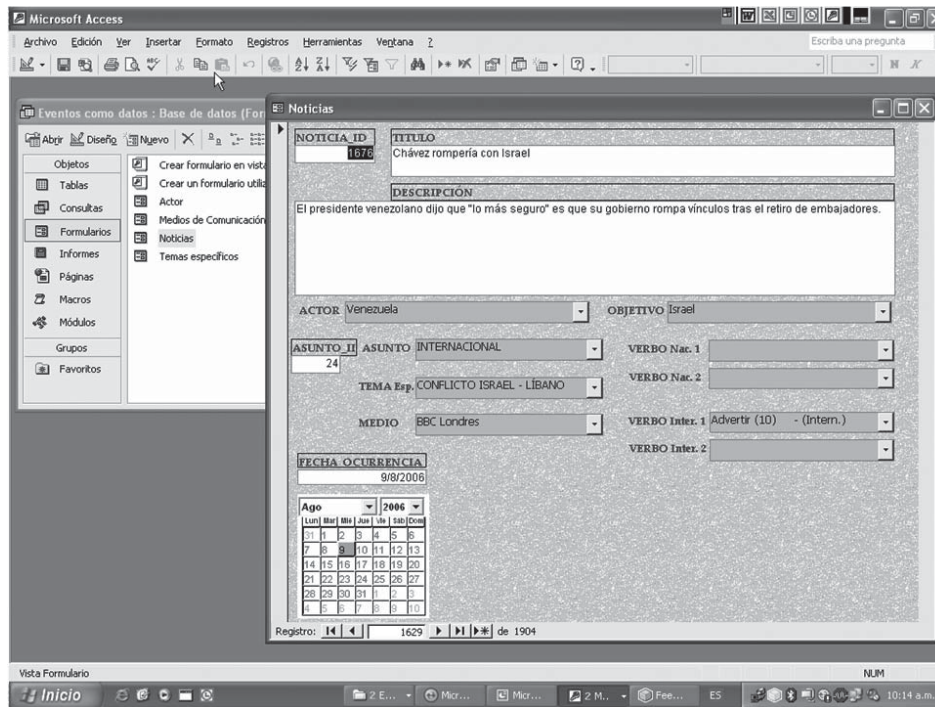 Microsoft Access
Archivo Edición Ver Insertar Formato Registros Herramientas Ventana ?
Escriba una pregunta
Eventos como datos : Base de datos (For
Abrir Diseño Nuevo
Objetos
Tablas
Consultas
Formularios
Informes
Páginas
Macros
Módulos
Grupos
Favoritos
Crear formulario en vista
Crear un formulario utiliz
Actor
Medios de Comunicación
Noticias
Temas específicos
Noticias
NOTICIA_ID TITULO
1676 Chávez rompería con Israel
DESCRIPCIÓN
El presidente venezolano dijo que "lo más seguro" es que su gobierno rompa vínculos tras el retiro de embajadores.
ACTOR Venezuela OBJETIVO Israel
ASUNTO_II ASUNTO INTERNACIONAL VERBO Nac. 1
24
VERBO Nac. 2
TEMA Esp. CONFLICTO ISRAEL - LÍBANO
MEDIO BBC Londres VERBO Inter. 1 Advertir (10) - (Intern.)
VERBO Inter. 2
FECHA OCURRENCIA
9/8/2006
Ago 2006
Lun Mar Mié Jue Vie Sáb Dom
31 1 2 3 4 5 6
7 8 9 10 11 12 13
14 15 16 17 18 19 20
21 22 23 24 25 26 27
28 29 30 31 1 2 3
4 5 6 7 8 9 10
Registro: 1629 de 1904
Vista Formulario NUM
Inicio 2 E... Micr... Micr... 2 M.. Fee... ES 10:14 a.m.